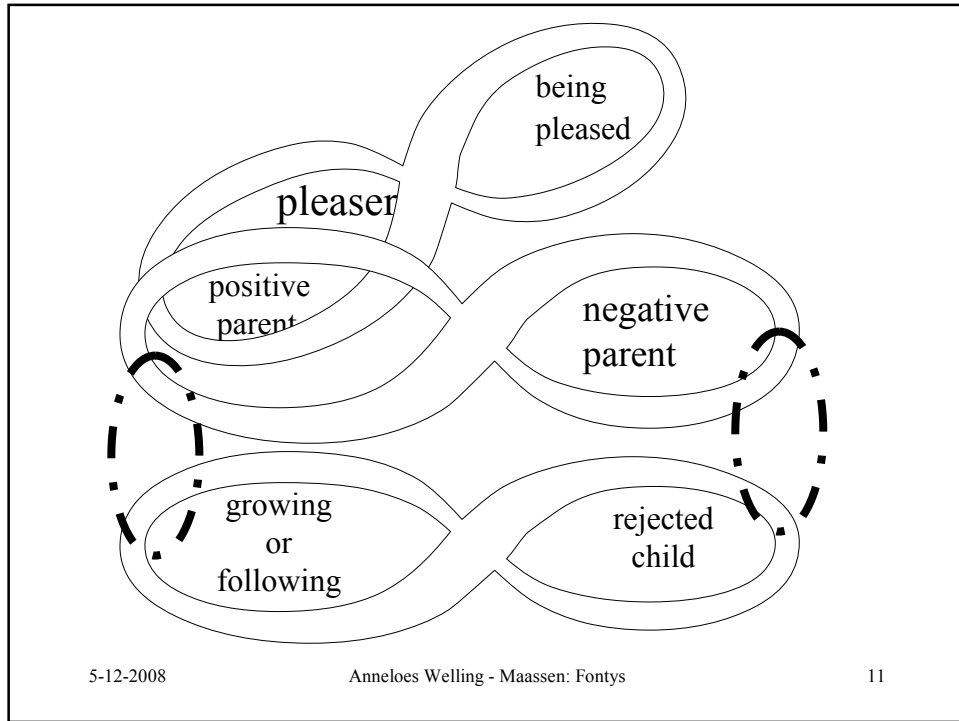 being
pleased
pleaser
positive
parent
negative
parent
growing
or
following
rejected
child
5-12-2008 Anneloes Welling - Maassen: Fontys 11